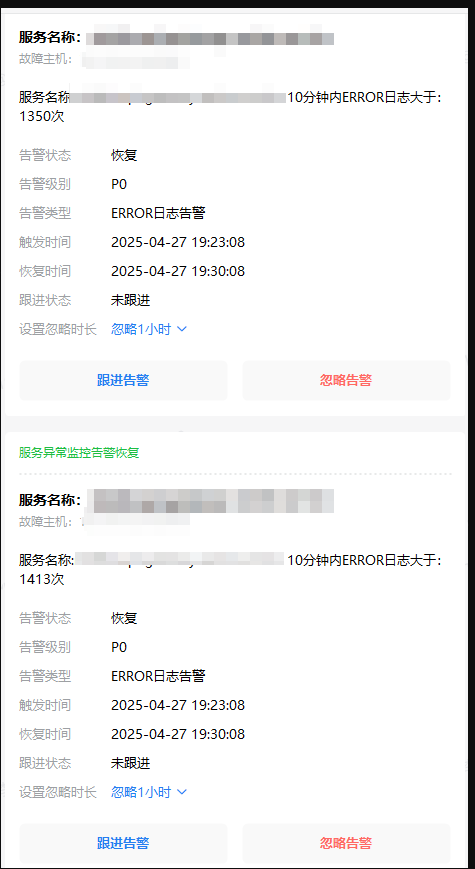 服务名称：
故障主机：
服务名称 10分钟内ERROR日志大于：
1350次
告警状态 恢复
告警级别 P0
告警类型 ERROR日志告警
触发时间 2025-04-27 19:23:08
恢复时间 2025-04-27 19:30:08
跟进状态 未跟进
设置忽略时长 忽略1小时
跟进告警 忽略告警
服务异常监控告警恢复
服务名称：
故障主机：
服务名称: 10分钟内ERROR日志大于：
1413次
告警状态 恢复
告警级别 P0
告警类型 ERROR日志告警
触发时间 2025-04-27 19:23:08
恢复时间 2025-04-27 19:30:08
跟进状态 未跟进
设置忽略时长 忽略1小时
跟进告警 忽略告警